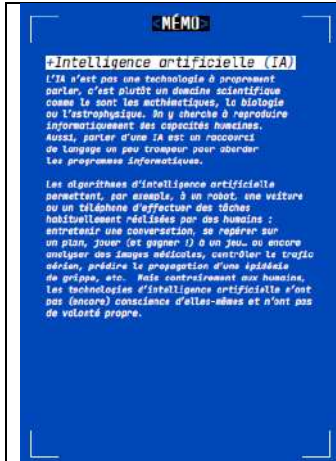 <MÉMO>
+Intelligence artificielle (IA)
L'IA n'est pas une technologie à proprement
parler, c'est plutôt un domaine scientifique
comme le sont les mathématiques, la biologie
ou l'astrophysique. On y cherche à reproduire
informatiquement des capacités humaines.
Aussi, parler d'une IA est un raccourci
de langage un peu trompeur pour aborder
les programmes informatiques.
Les algorithmes d'intelligence artificielle
permettent, par exemple, à un robot, une voiture
ou un téléphone d'effectuer des tâches
habituellement réalisées par des humains :
entretenir une conversation, se repérer sur
un plan, jouer (et gagner !) à un jeu… ou encore
analyser des images médicales, contrôler le trafic
aérien, prédire la propagation d'une épidémie
de grippe, etc. Mais contrairement aux humains,
les technologies d'intelligence artificielle n'ont
pas (encore) conscience d'elles-mêmes et n'ont pas
de volonté propre.